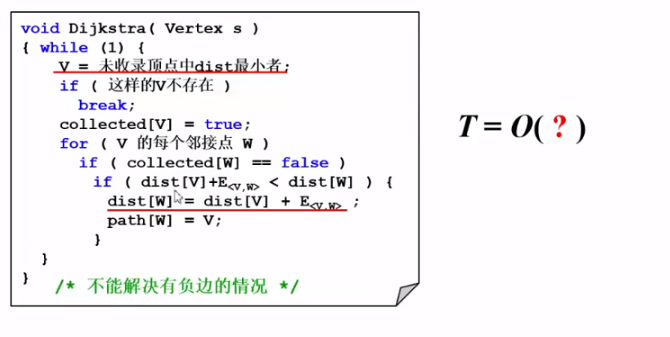 void Dijkstra( Vertex s )
{ while (1) {
V = 未收录顶点中dist最小者;
if ( 这样的V不存在 )
break;
collected[V] = true;
for ( V 的每个邻接点 W )
if ( collected[W] == false )
if ( dist[V]+E<V,W> < dist[W] ) {
dist[W] = dist[V] + E<V,W> ;
path[W] = V;
}
}
}
/* 不能解决有负边的情况 */
T = O( ? )